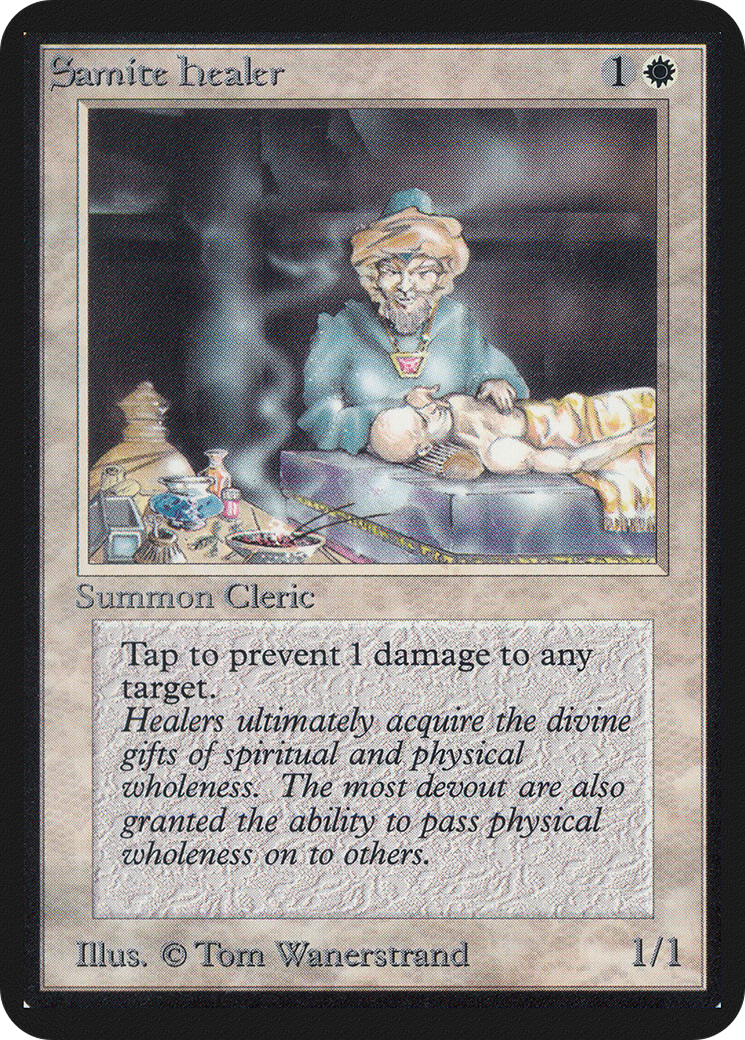 Samite Healer 1
Summon Cleric
Tap to prevent 1 damage to any
target.
Healers ultimately acquire the divine
gifts of spiritual and physical
wholeness. The most devout are also
granted the ability to pass physical
wholeness on to others.
Illus. © Tom Wänerstrand 1/1